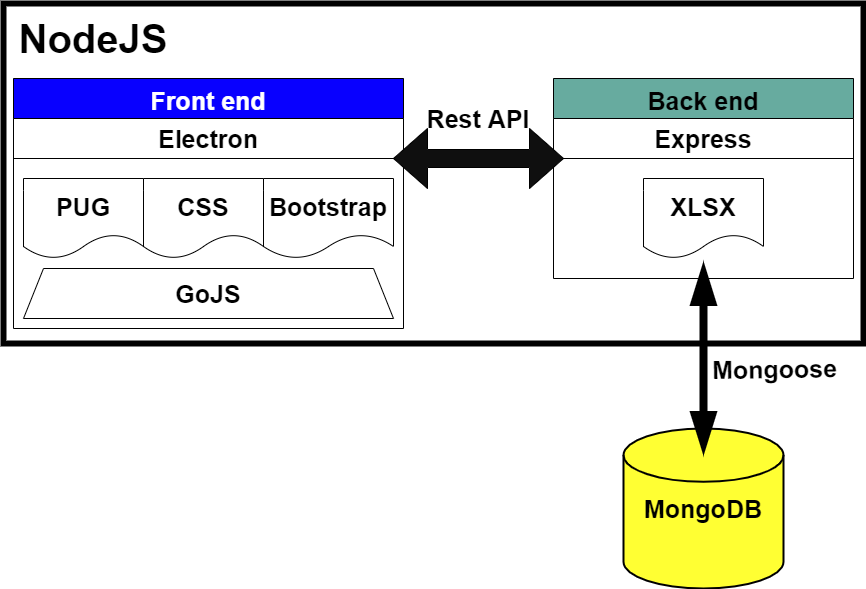 NodeJS
Front end
Electron
PUG
CSS
Bootstrap
GoJS
Rest API
Back end
Express
XLSX
Mongoose
MongoDB